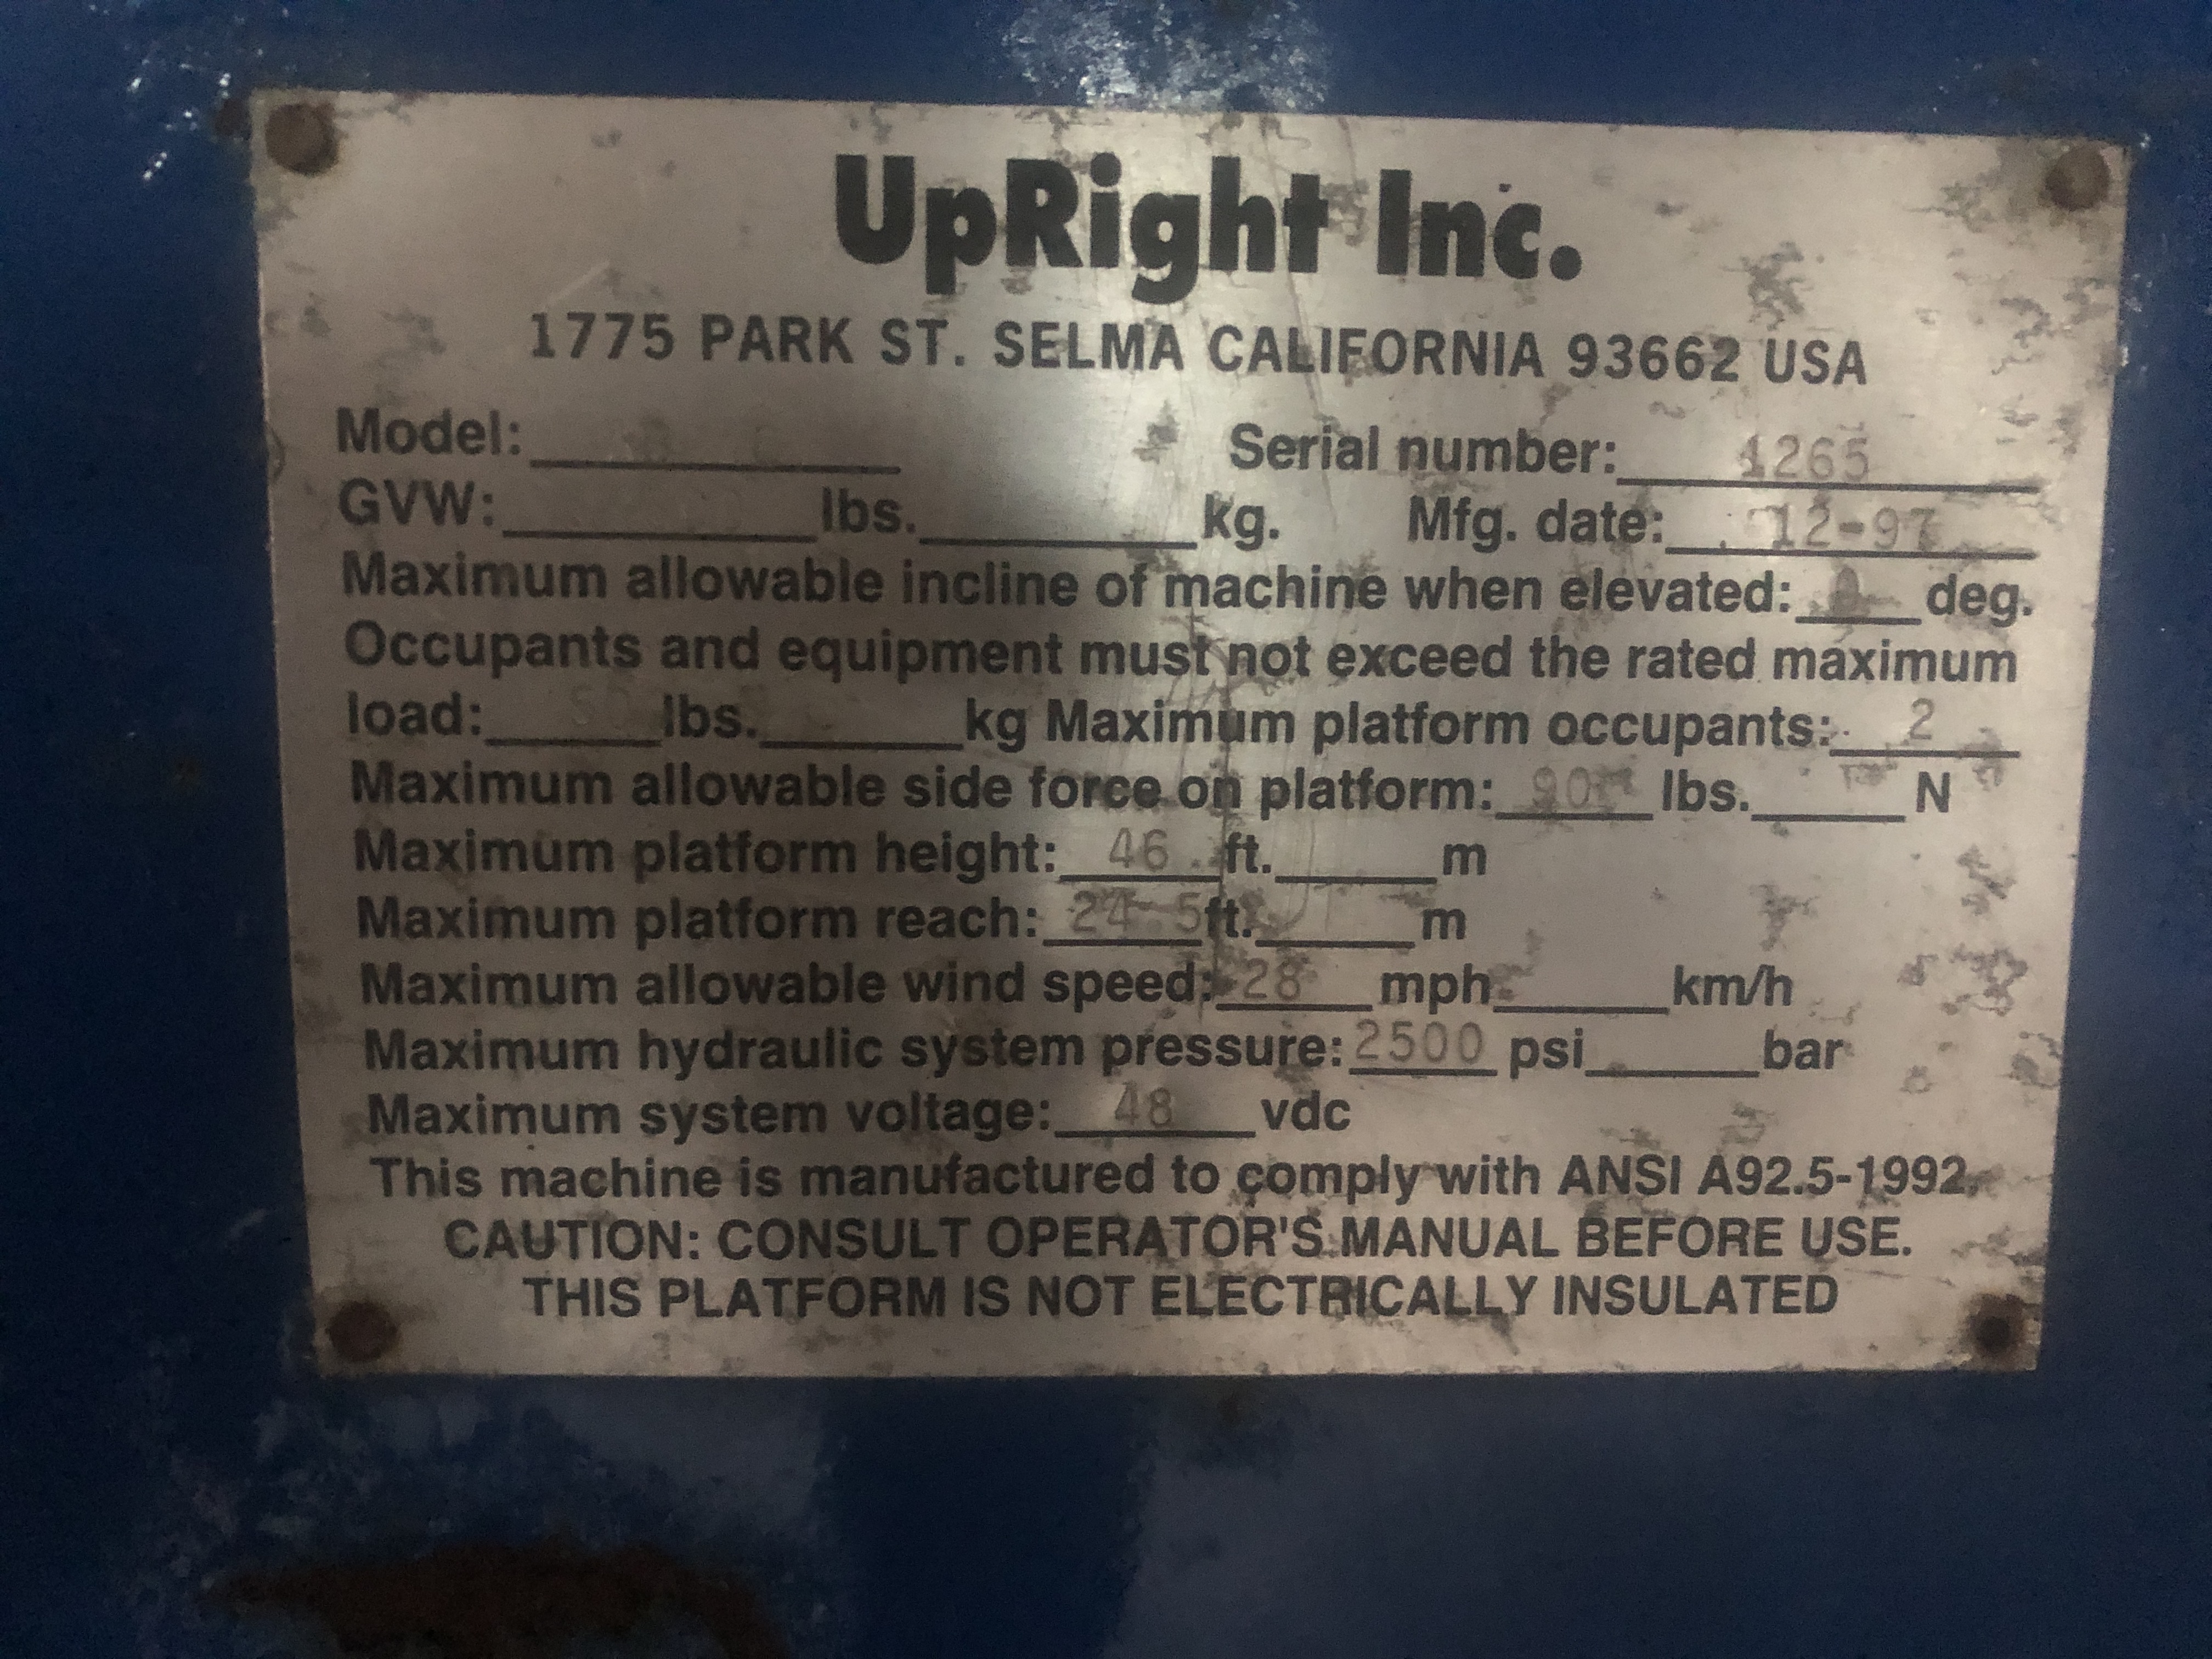 UpRight Inc.
1775 PARK ST. SELMA CALIFORNIA 93662 USA
Model: Serial number: 1265
GVW: lbs. kg. Mfg. date: 12-97
Maximum allowable incline of machine when elevated: deg.
Occupants and equipment must not exceed the rated maximum
load: lbs. kg Maximum platform occupants: 2
Maximum allowable side force on platform: 90 lbs. N
Maximum platform height: 46 ft. m
Maximum platform reach: 24.5 ft. m
Maximum allowable wind speed: 28 mph km/h
Maximum hydraulic system pressure: 2500 psi bar
Maximum system voltage: 48 vdc
This machine is manufactured to comply with ANSI A92.5-1992.
CAUTION: CONSULT OPERATOR'S MANUAL BEFORE USE.
THIS PLATFORM IS NOT ELECTRICALLY INSULATED